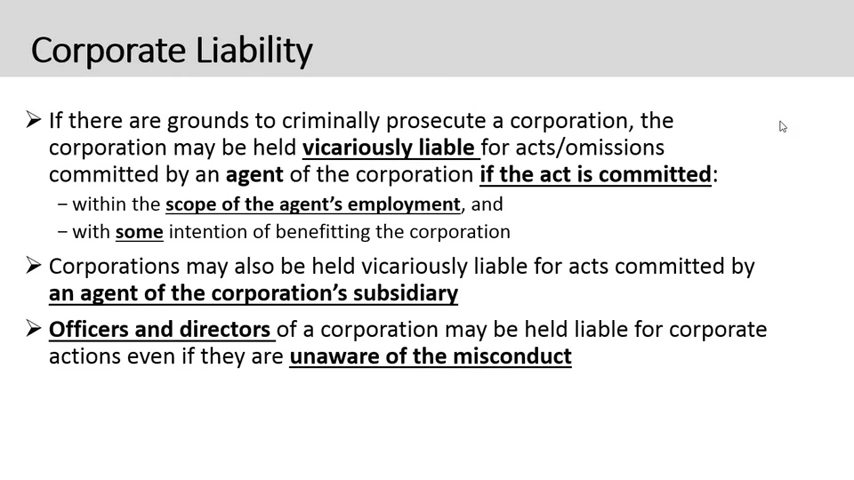 Corporate Liability
➢ If there are grounds to criminally prosecute a corporation, the
corporation may be held vicariously liable for acts/omissions
committed by an agent of the corporation if the act is committed:
– within the scope of the agent's employment, and
– with some intention of benefitting the corporation
➢ Corporations may also be held vicariously liable for acts committed by
an agent of the corporation's subsidiary
➢ Officers and directors of a corporation may be held liable for corporate
actions even if they are unaware of the misconduct